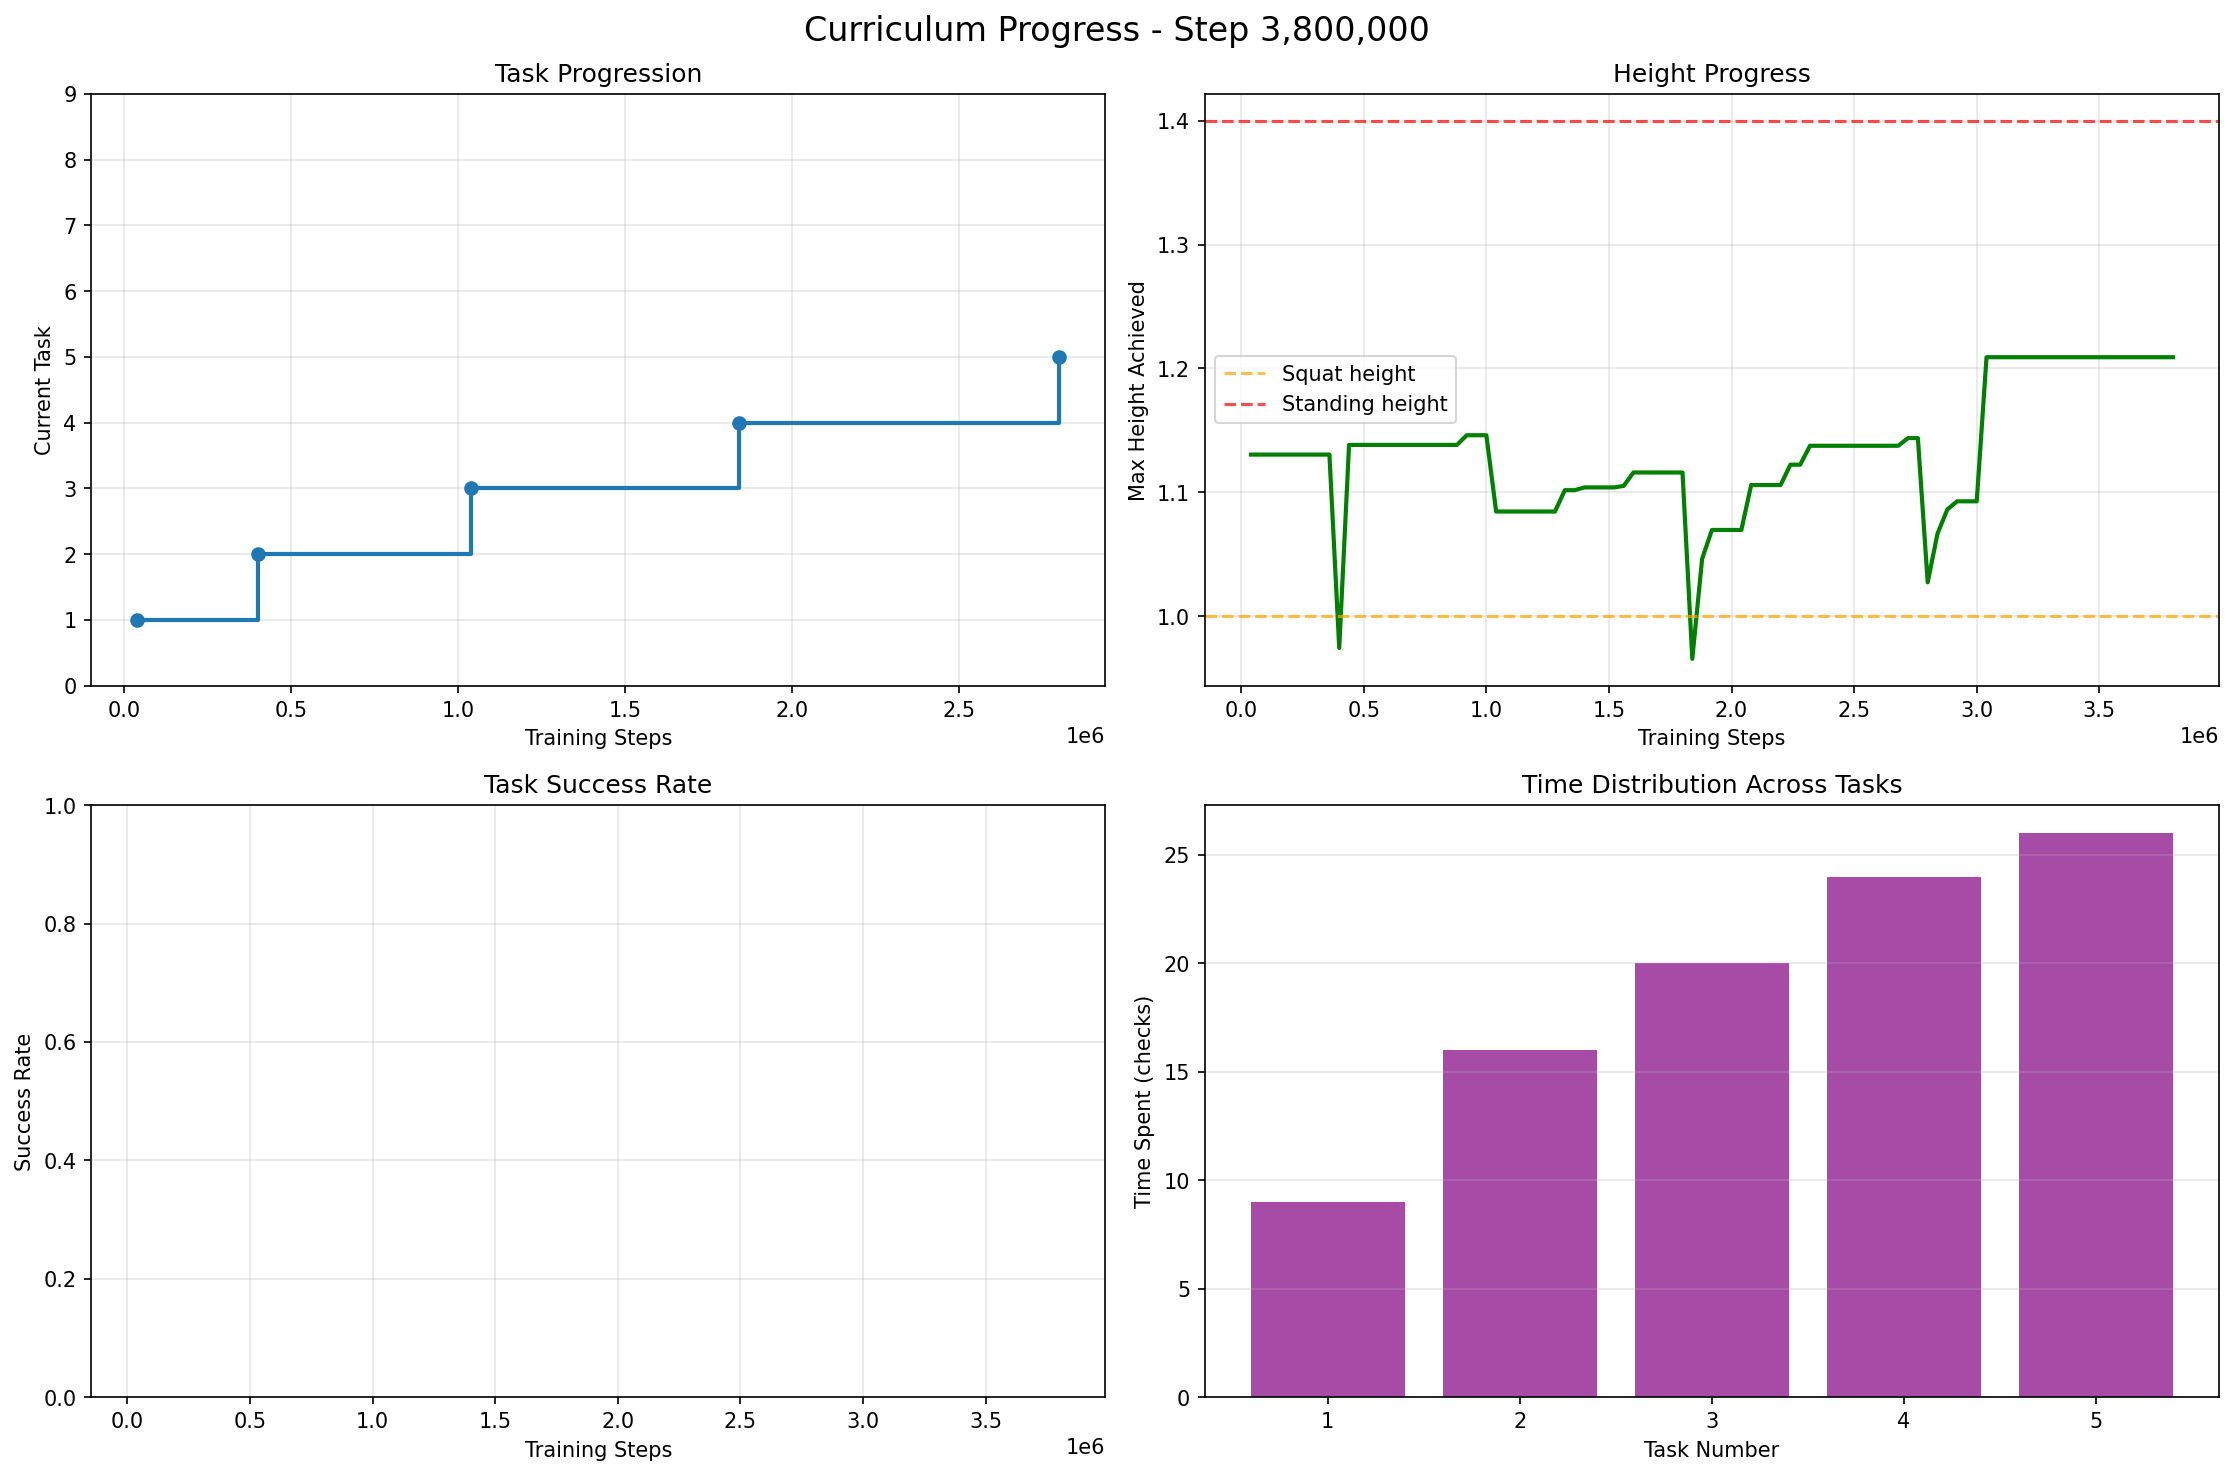 Curriculum Progress - Step 3,800,000
Task Progression
9
8
7
6
5
4
3
2
1
0
Current Task
0.0 0.5 1.0 1.5 2.0 2.5
1e6
Training Steps
Height Progress
1.4
1.3
1.2
1.1
1.0
Max Height Achieved
Squat height
Standing height
0.0 0.5 1.0 1.5 2.0 2.5 3.0 3.5
1e6
Training Steps
Task Success Rate
1.0
0.8
0.6
0.4
0.2
0.0
Success Rate
0.0 0.5 1.0 1.5 2.0 2.5 3.0 3.5
1e6
Training Steps
Time Distribution Across Tasks
25
20
15
10
5
0
Time Spent (checks)
1 2 3 4 5
Task Number